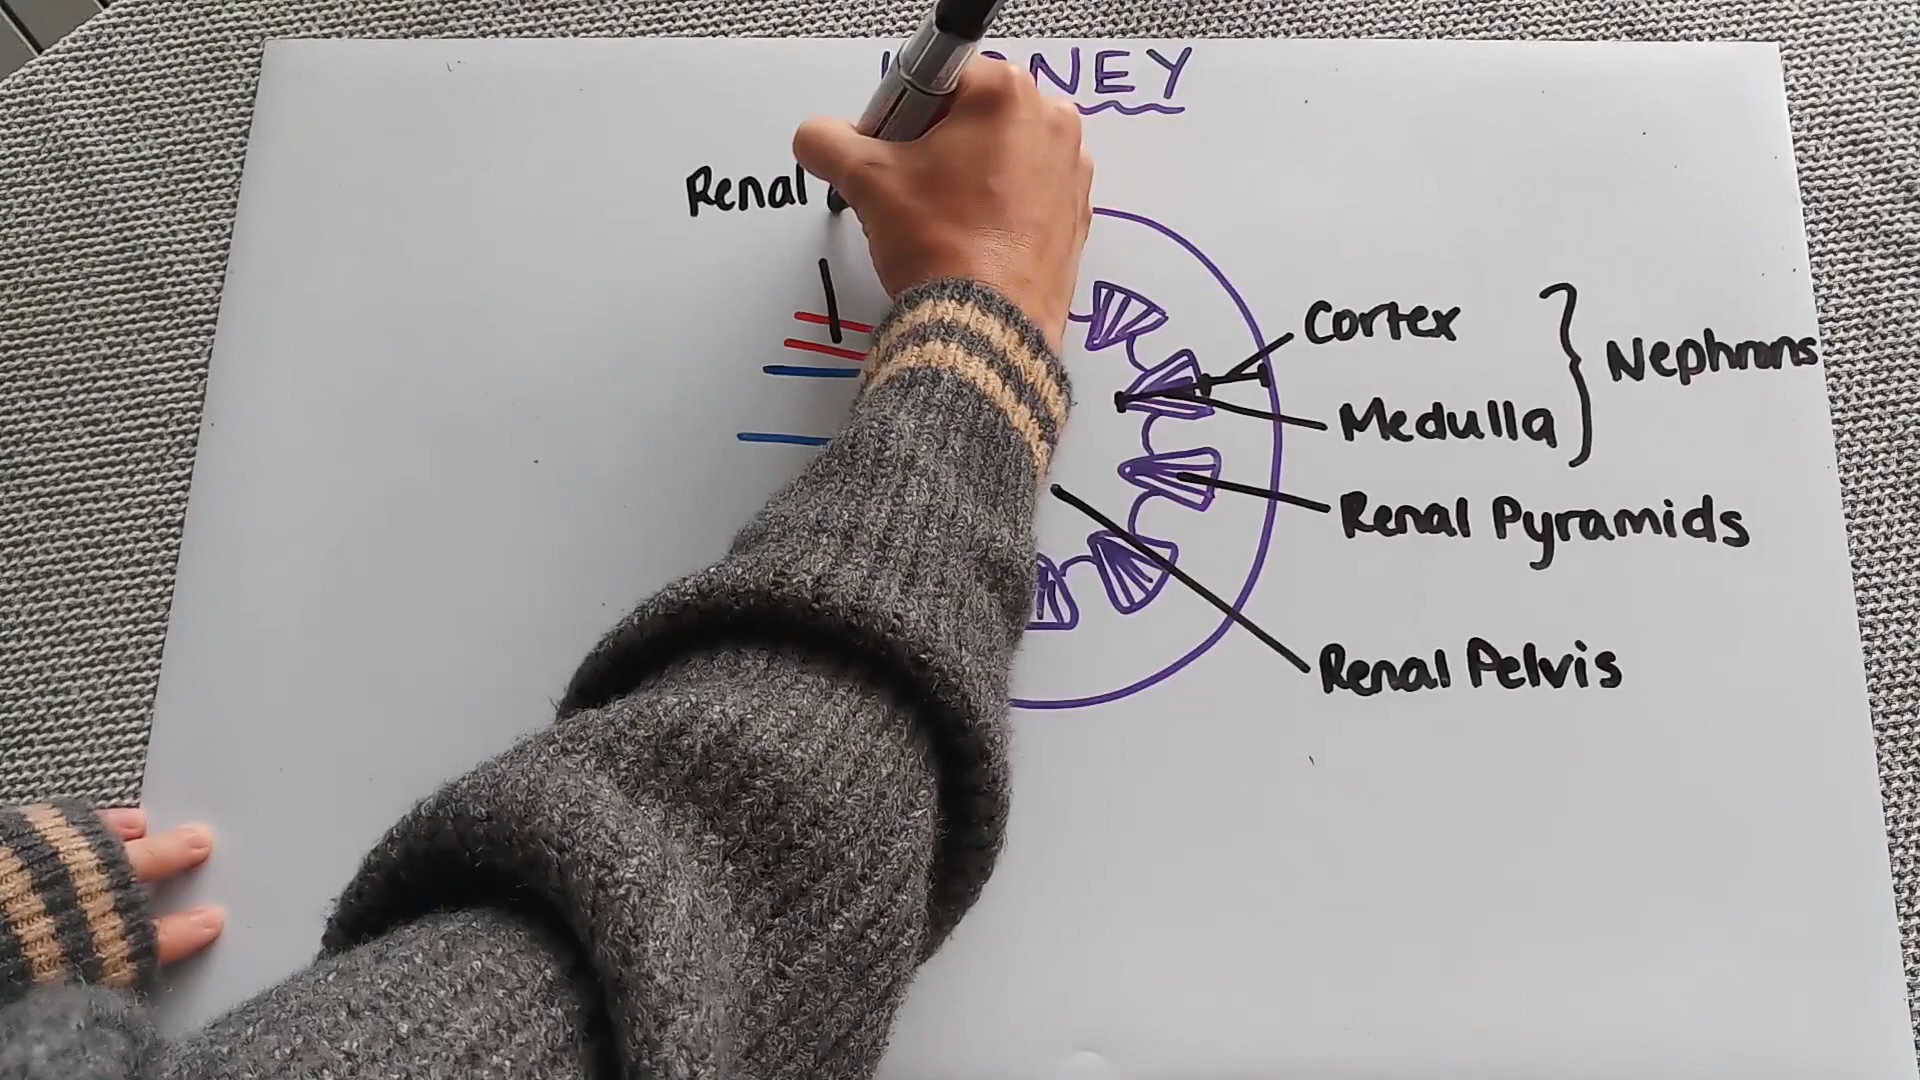 NEY
Renal
Cortex
Nephrons
Medulla
Renal Pyramids
Renal Pelvis